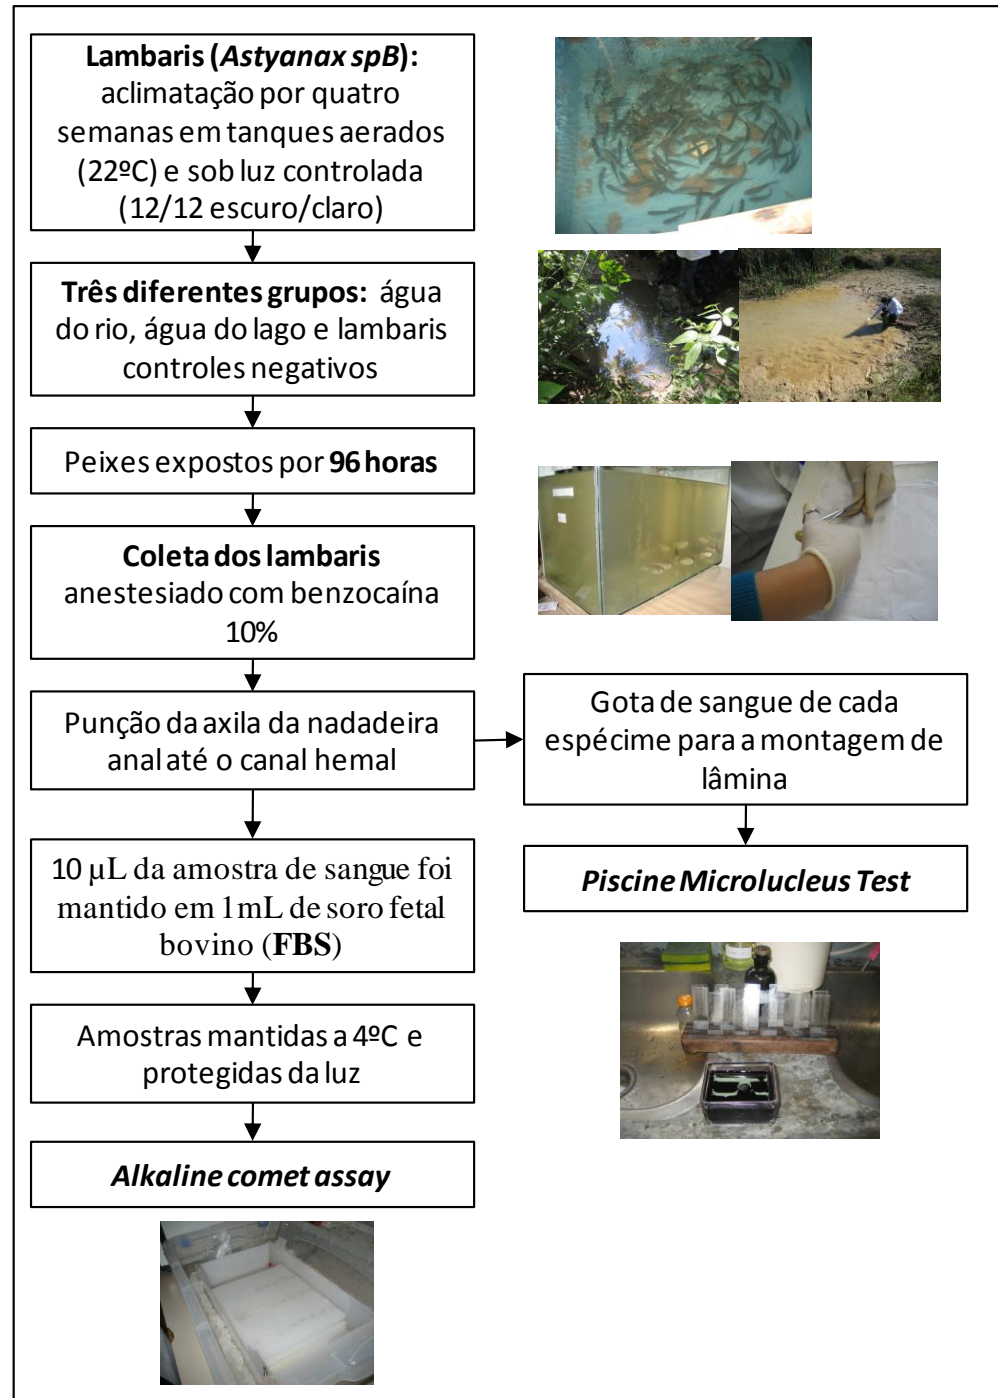 Lambaris (Astyanax spB):
aclimatação por quatro
semanas em tanques aerados
(22ºC) e sob luz controlada
(12/12 escuro/claro)
Três diferentes grupos: água
do rio, água do lago e lambaris
controles negativos
Peixes expostos por 96 horas
Coleta dos lambaris
anestesiado com benzocaína
10%
Punção da axila da nadadeira
anal até o canal hemal
Gota de sangue de cada
espécime para a montagem de
lâmina
10 µL da amostra de sangue foi
mantido em 1mL de soro fetal
bovino (FBS)
Piscine Microlucleus Test
Amostras mantidas a 4ºC e
protegidas da luz
Alkaline comet assay